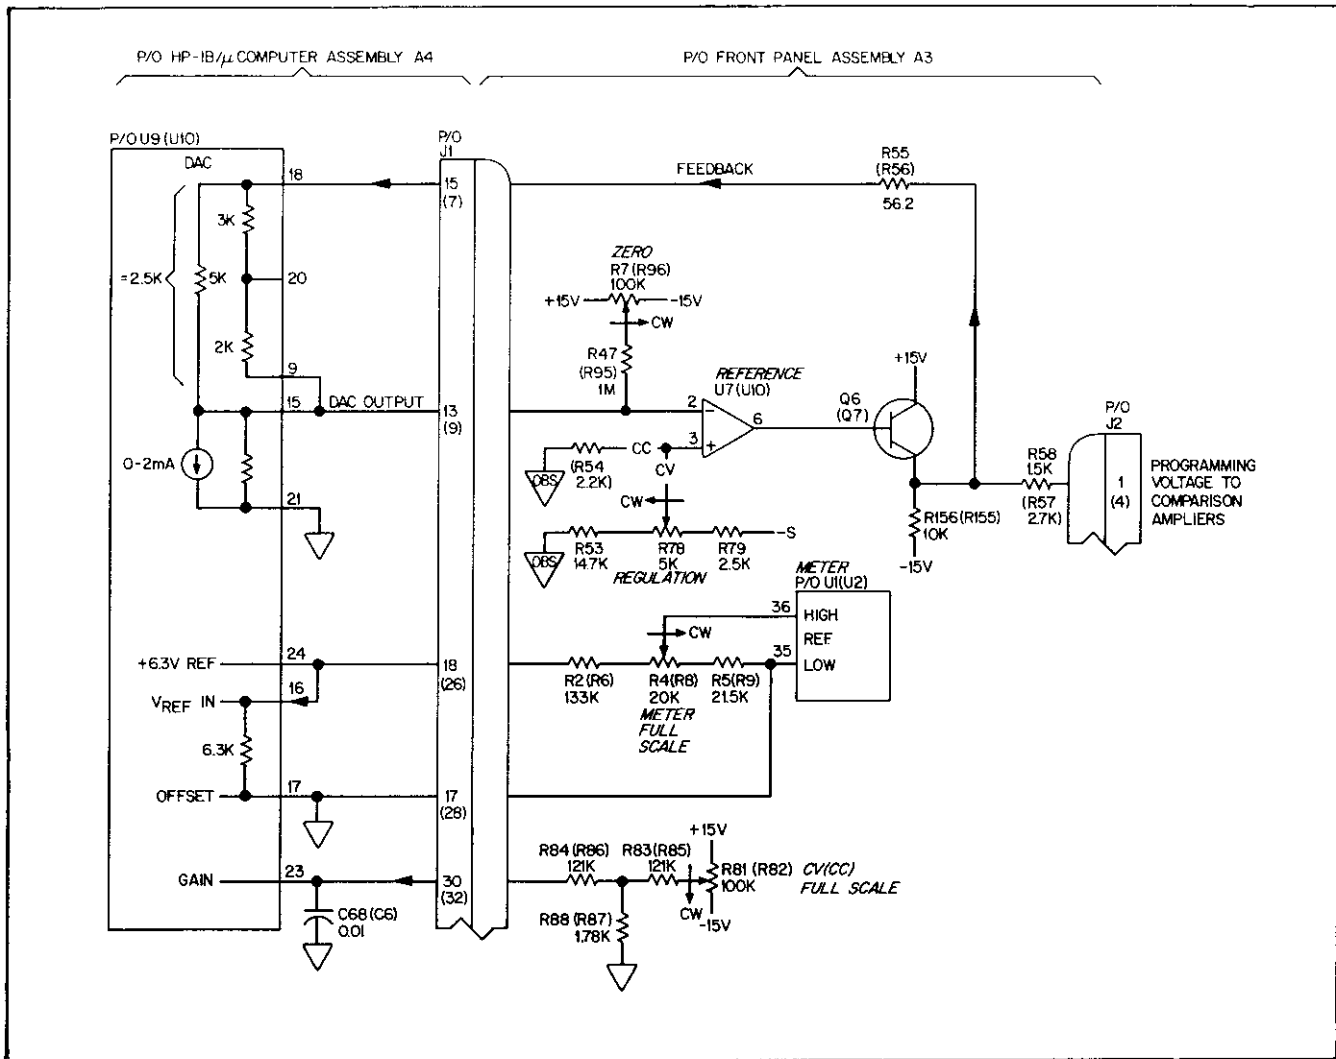 P/O HP-IB/μ COMPUTER ASSEMBLY A4
P/O FRONT PANEL ASSEMBLY A3
P/O U9 (U10)
DAC
18
3K
=2.5K
5K
20
2K
9
15
DAC OUTPUT
0-2mA
21
+6.3V REF
24
16
VREF IN
6.3K
OFFSET
17
GAIN
23
C68 (C6)
0.01
P/O
J1
15
(7)
13
(9)
18
(26)
17
(28)
30
(32)
FEEDBACK
R55
(R56)
56.2
ZERO
R7 (R96)
100K
+15V
-15V
CW
R47
(R95)
1M
REFERENCE
U7 (U10)
2
-
3
+
6
CC
(R54)
2.2K)
OBS
CV
CW
OBS
R53
14.7K
R78
5K
R79
2.5K
-S
REGULATION
+15V
Q6
(Q7)
R156 (R155)
10K
-15V
R58
1.5K
(R57
2.7K)
P/O
J2
1
(4)
PROGRAMMING
VOLTAGE TO
COMPARISON
AMPLIERS
METER
P/O U1(U2)
36
HIGH
REF
35
LOW
CW
R2 (R6)
133K
R4 (R8)
20K
R5 (R9)
21.5K
METER
FULL
SCALE
R84 (R86)
121K
R83 (R85)
121K
R88 (R87)
1.78K
+15V
R81 (R82)
100K
CV(CC)
FULL SCALE
CW
-15V